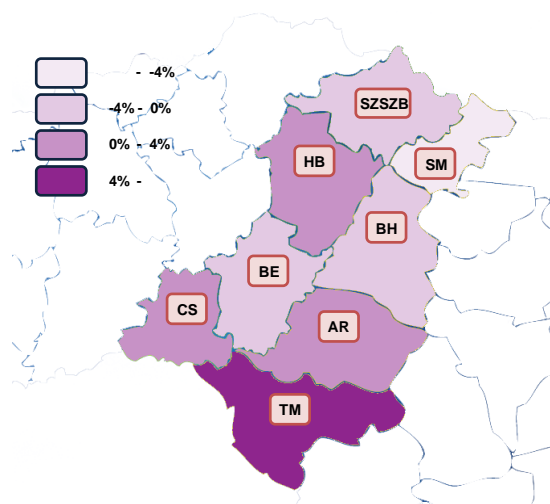 - -4%
-4% - 0%
0% - 4%
4% -
SZSZB
HB
SM
BH
BE
CS
AR
TM